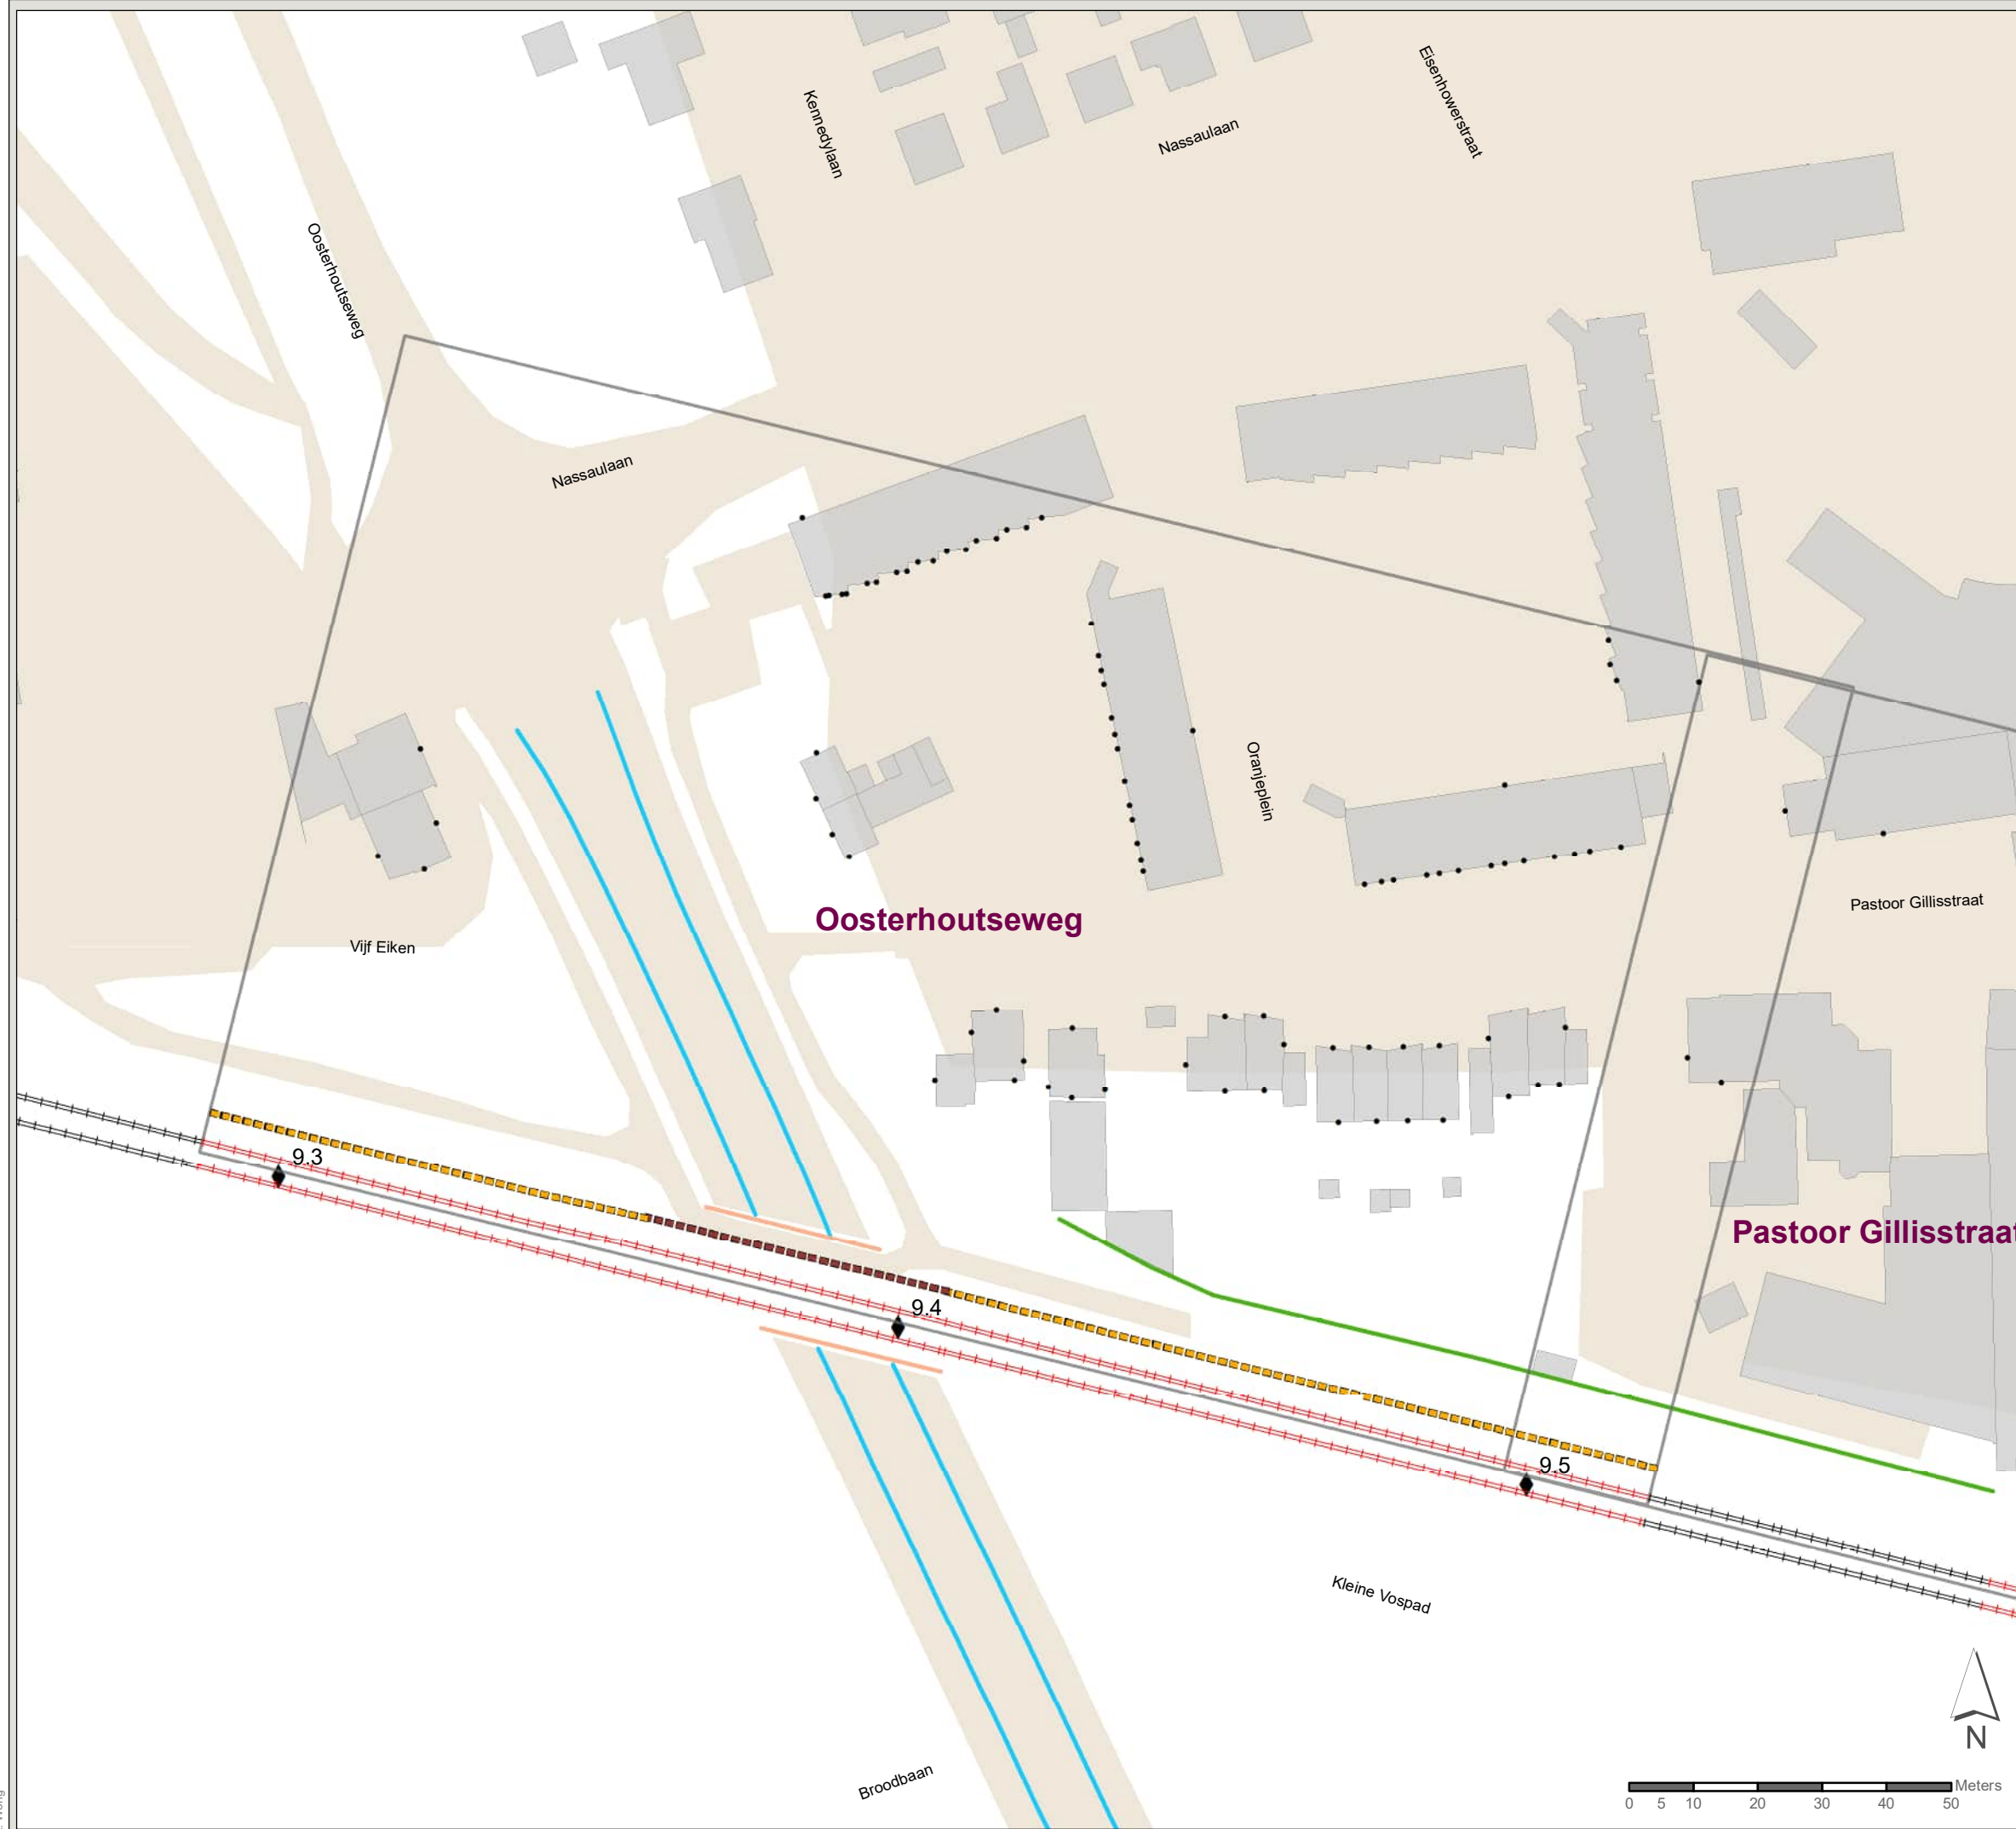 Eisenhowerstraat
Kennedylaan
Nassaulaan
Oosterhoutseweg
Nassaulaan
Oranjeplein
Pastoor Gillisstraat
Oosterhoutseweg
Vijf Eiken
9.3
Pastoor Gillisstraat
9.4
9.5
Kleine Vospad
N
Broodbaan
Meters
0 5 10 20 30 40 50